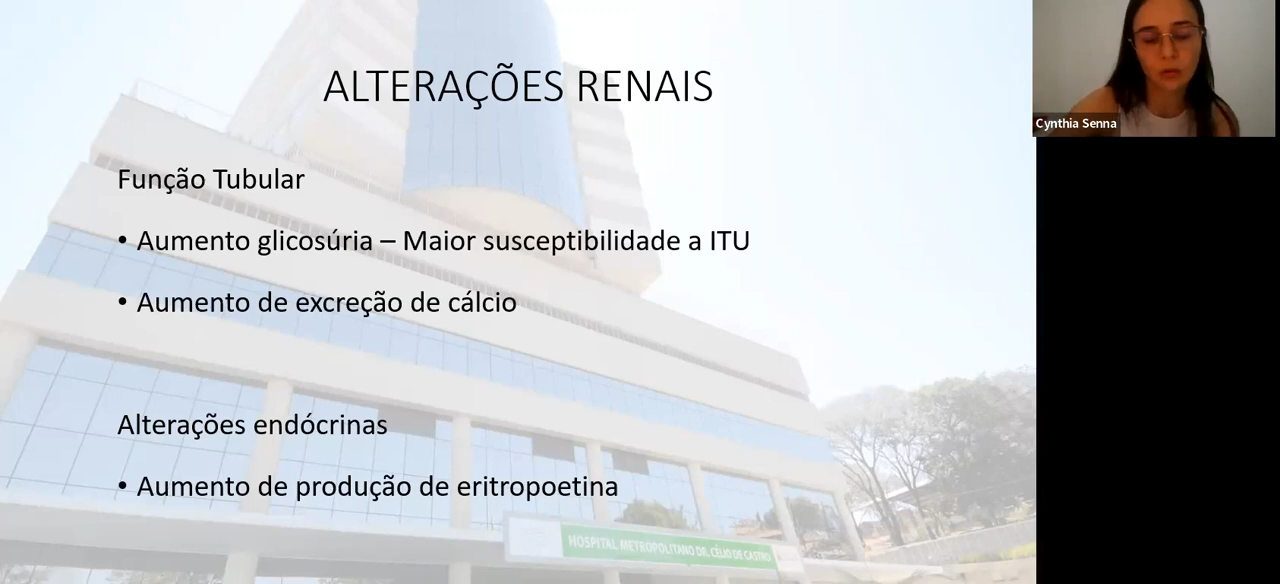 ALTERAÇÕES RENAIS
Cynthia Senna
Função Tubular
• Aumento glicosúria – Maior susceptibilidade a ITU
• Aumento de excreção de cálcio
Alterações endócrinas
• Aumento de produção de eritropoetina
HOSPITAL METROPOLITANO DR. CÉLIO DE CASTRO